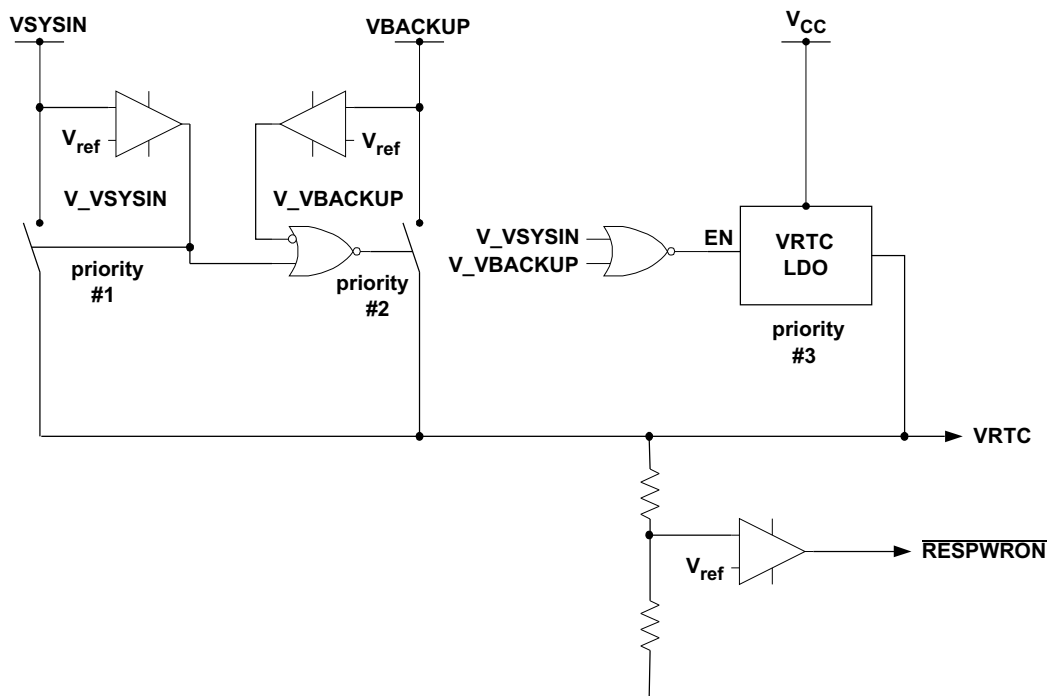 VSYSIN
VBACKUP
VCC
Vref
Vref
V_VSYSIN
V_VBACKUP
priority
#1
priority
#2
V_VSYSIN
V_VBACKUP
EN
VRTC
LDO
priority
#3
VRTC
Vref
RESPWRON